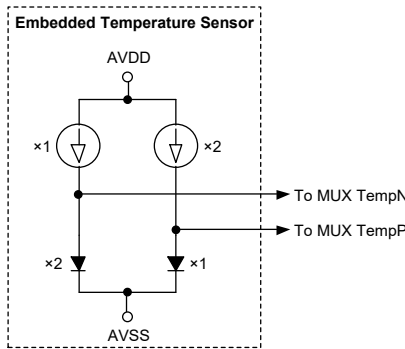 Embedded Temperature Sensor
AVDD
×1
×2
To MUX TempN
To MUX TempP
×2
×1
AVSS